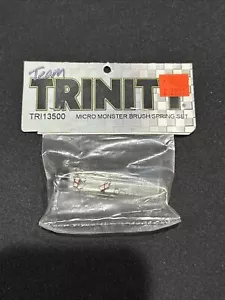 Team
TRINITY
TRI13500 MICRO MONSTER BRUSH/SPRING SET